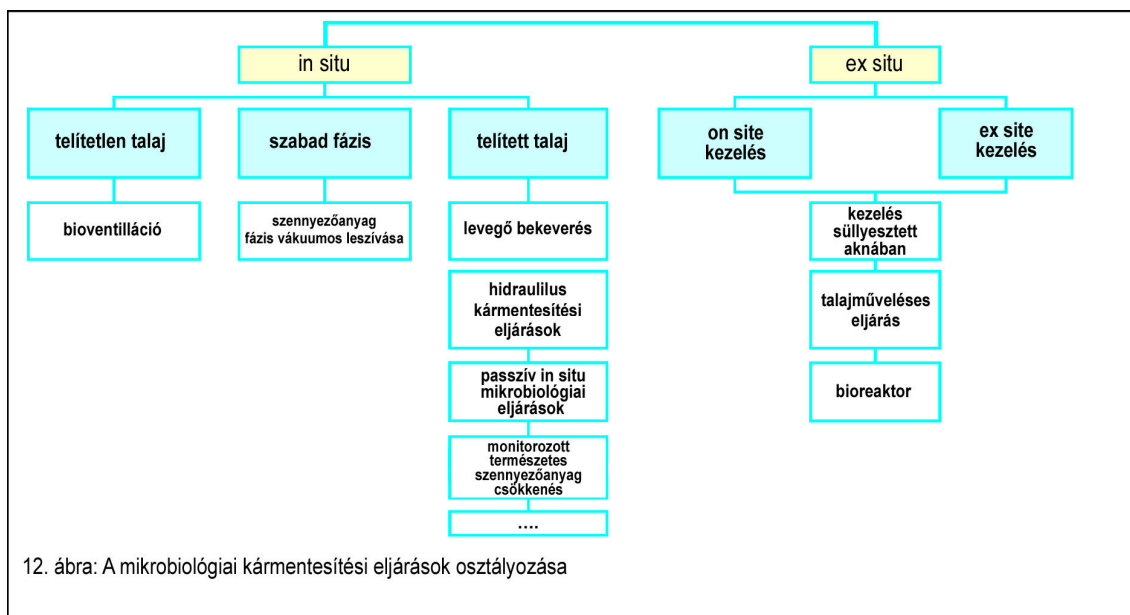 in situ
ex situ
telítetlen talaj
szabad fázis
telített talaj
on site
kezelés
ex site
kezelés
bioventilláció
szennyezőanyag
fázis vákuumos leszívása
levegő bekeverés
hidraulilus
kármentesítési
eljárások
passzív in situ
mikrobiológiai
eljárások
monitorozott
természetes
szennyezőanyag
csökkenés
....
kezelés
süllyesztett
aknában
talajműveléses
eljárás
bioreaktor
12. ábra: A mikrobiológiai kármentesítési eljárások osztályozása